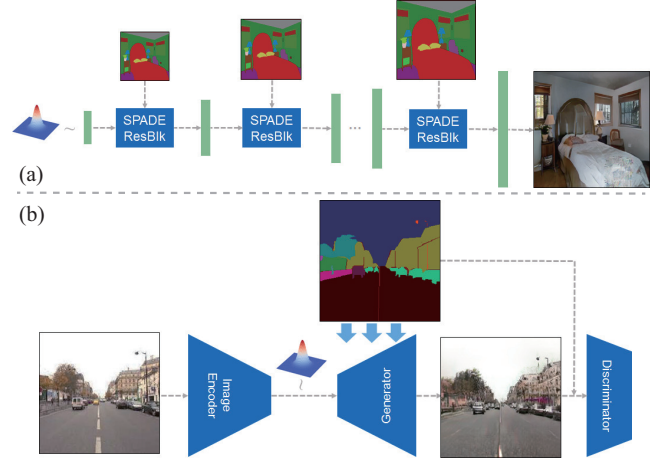 SPADE
ResBlk
SPADE
ResBlk
...
SPADE
ResBlk
~
(a)
(b)
Image
Encoder
~
Generator
Discriminator